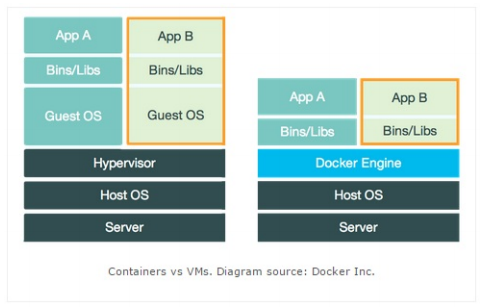 App A
App B
Bins/Libs
Bins/Libs
Guest OS
Guest OS
Hypervisor
Host OS
Server
App A
App B
Bins/Libs
Bins/Libs
Docker Engine
Host OS
Server
Containers vs VMs. Diagram source: Docker Inc.